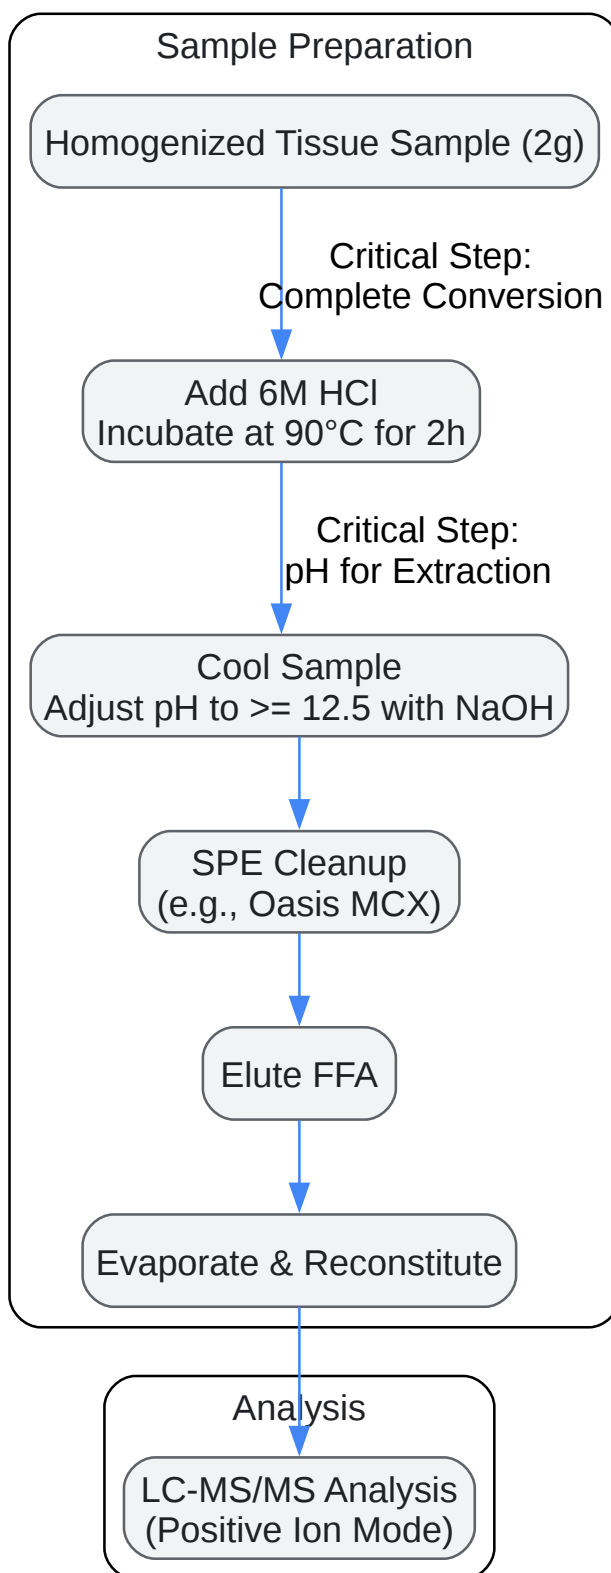 Sample Preparation
Homogenized Tissue Sample (2g)
Critical Step:
Complete Conversion
Add 6M HCl
Incubate at 90°C for 2h
Critical Step:
pH for Extraction
Cool Sample
Adjust pH to >= 12.5 with NaOH
SPE Cleanup
(e.g., Oasis MCX)
Elute FFA
Evaporate & Reconstitute
Analysis
LC-MS/MS Analysis
(Positive Ion Mode)